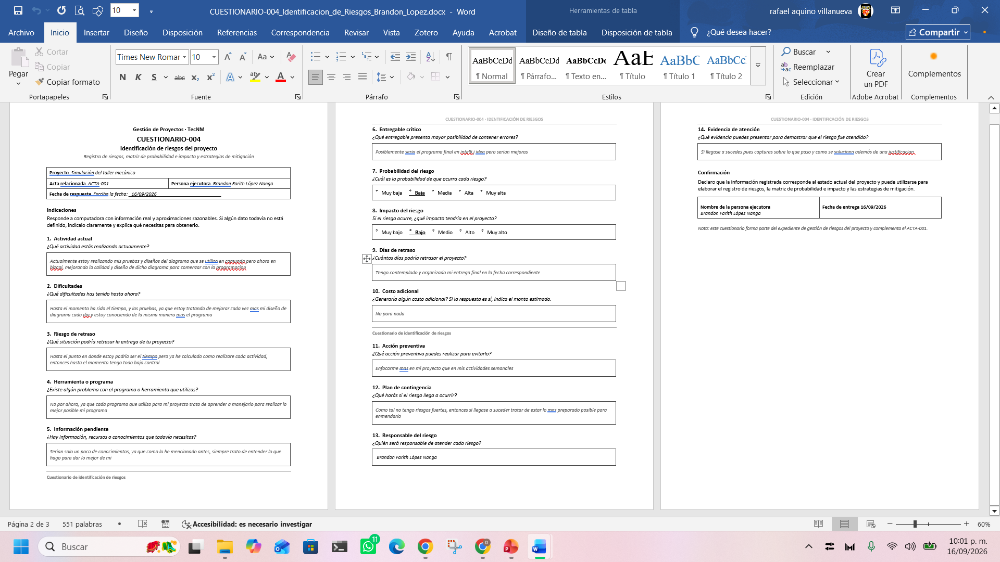 10
CUESTIONARIO-004_Identificacion_de_Riesgos_Brandon_Lopez.docx - Word
Herramientas de tabla
rafael aquino villanueva
Archivo
Inicio
Insertar
Diseño
Disposición
Referencias
Correspondencia
Revisar
Vista
Zotero
Ayuda
Acrobat
Diseño de tabla
Disposición de tabla
¿Qué desea hacer?
Compartir
Pegar
Cortar
Copiar
Copiar formato
Portapapeles
Times New Romar
10
Fuente
Párrafo
AaBbCcDd
¶ Normal
AaBbCcDd
¶ Párrafo...
AaBbCcDc
¶ Texto en...
AaB
¶ Título
AaBbC
¶ Título 1
AaBbCc
¶ Título 2
Estilos
Buscar
Reemplazar
Seleccionar
Edición
Crear
un PDF
Adobe Acrobat
Complementos
Complementos
Gestión de Proyectos · TecNM
CUESTIONARIO-004
Identificación de riesgos del proyecto
Registro de riesgos, matriz de probabilidad e impacto y estrategias de mitigación
Proyecto Simulación del taller mecánico
Acta relacionada ACTA-001
Persona ejecutora Brandon Farith López Nanga
Fecha de respuesta Escriba la fecha: 16/09/2026
Indicaciones
Responde a computadora con información real y aproximaciones razonables. Si algún dato todavía no está
definido, indícalo claramente y explica qué necesitas para obtenerlo.
1. Actividad actual
¿Qué actividad estás realizando actualmente?
Actualmente estoy realizando mis pruebas y diseños del diagrama que se utiliza en camunda pero ahora en
bizagi, mejorando la calidad y diseño de dicho diagrama para comenzar con la programacion
2. Dificultades
¿Qué dificultades has tenido hasta ahora?
Hasta el momento ha sido el tiempo, y las pruebas, ya que estoy tratando de mejorar cada vez mas mi diseño de
diagrama cada dia y estoy conociendo de la misma manera mas el programa
3. Riesgo de retraso
¿Qué situación podría retrasar la entrega de tu proyecto?
Hasta el punto en donde estoy podría ser el tiempo pero ya he calculado como realizare cada actividad,
entonces hasta el momento tengo todo bajo control
4. Herramienta o programa
¿Existe algún problema con el programa o herramienta que utilizas?
No por ahora, ya que cada programa que utilizo para mi proyecto trato de aprender a manejarlo para realizar lo
mejor posible mi programa
5. Información pendiente
¿Hay información, recursos o conocimientos que todavía necesitas?
Serian solo un poco de conocimientos, ya que como lo he mencionado antes, siempre trato de entender lo que
hago para dar lo mejor de mi
Cuestionario de identificación de riesgos
CUESTIONARIO-004 · IDENTIFICACIÓN DE RIESGOS
6. Entregable crítico
¿Qué entregable presenta mayor posibilidad de contener errores?
Posiblemente seria el programa final en intelli j idea pero serian mejoras
7. Probabilidad del riesgo
¿Cuál es la probabilidad de que ocurra cada riesgo?
Muy baja Baja Media Alta Muy alta
8. Impacto del riesgo
Si el riesgo ocurre, ¿qué impacto tendría en el proyecto?
Muy bajo Bajo Medio Alto Muy alto
9. Días de retraso
¿Cuántos días podría retrasar el proyecto?
Tengo contemplado y organizado mi entrega final en la fecha correspondiente
10. Costo adicional
¿Generaría algún costo adicional? Si la respuesta es sí, indica el monto estimado.
No para nada
Cuestionario de identificación de riesgos
11. Acción preventiva
¿Qué acción preventiva puedes realizar para evitarlo?
Enfocarme mas en mi proyecto que en mis actividades semanales
12. Plan de contingencia
¿Qué harás si el riesgo llega a ocurrir?
Como tal no tengo riesgos fuertes, entonces si llegase a suceder tratar de estar lo mas preparado posible para
enmendarlo
13. Responsable del riesgo
¿Quién será responsable de atender cada riesgo?
Brandon Farith López Nanga
CUESTIONARIO-004 · IDENTIFICACIÓN DE RIESGOS
14. Evidencia de atención
¿Qué evidencia puedes presentar para demostrar que el riesgo fue atendido?
Si llegase a sucedes pues capturas sobre lo que paso y como se soluciono además de una justificacion
Confirmación
Declaro que la información registrada corresponde al estado actual del proyecto y puede utilizarse para
elaborar el registro de riesgos, la matriz de probabilidad e impacto y las estrategias de mitigación.
Nombre de la persona ejecutora
Brandon Farith López Nanga
Fecha de entrega 16/09/2026
Nota: este cuestionario forma parte del expediente de gestión de riesgos del proyecto y complementa el ACTA-001.
Página 2 de 3
551 palabras
Accesibilidad: es necesario investigar
60%
Buscar
11
10:01 p. m.
16/09/2026